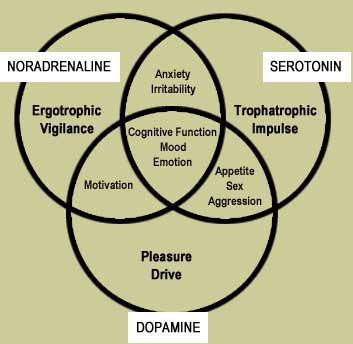 NORADRENALINE
SEROTONIN
Anxiety
Irritability
Ergotrophic
Vigilance
Trophatrophic
Impulse
Cognitive Function
Mood
Emotion
Motivation
Appetite
Sex
Aggression
Pleasure
Drive
DOPAMINE